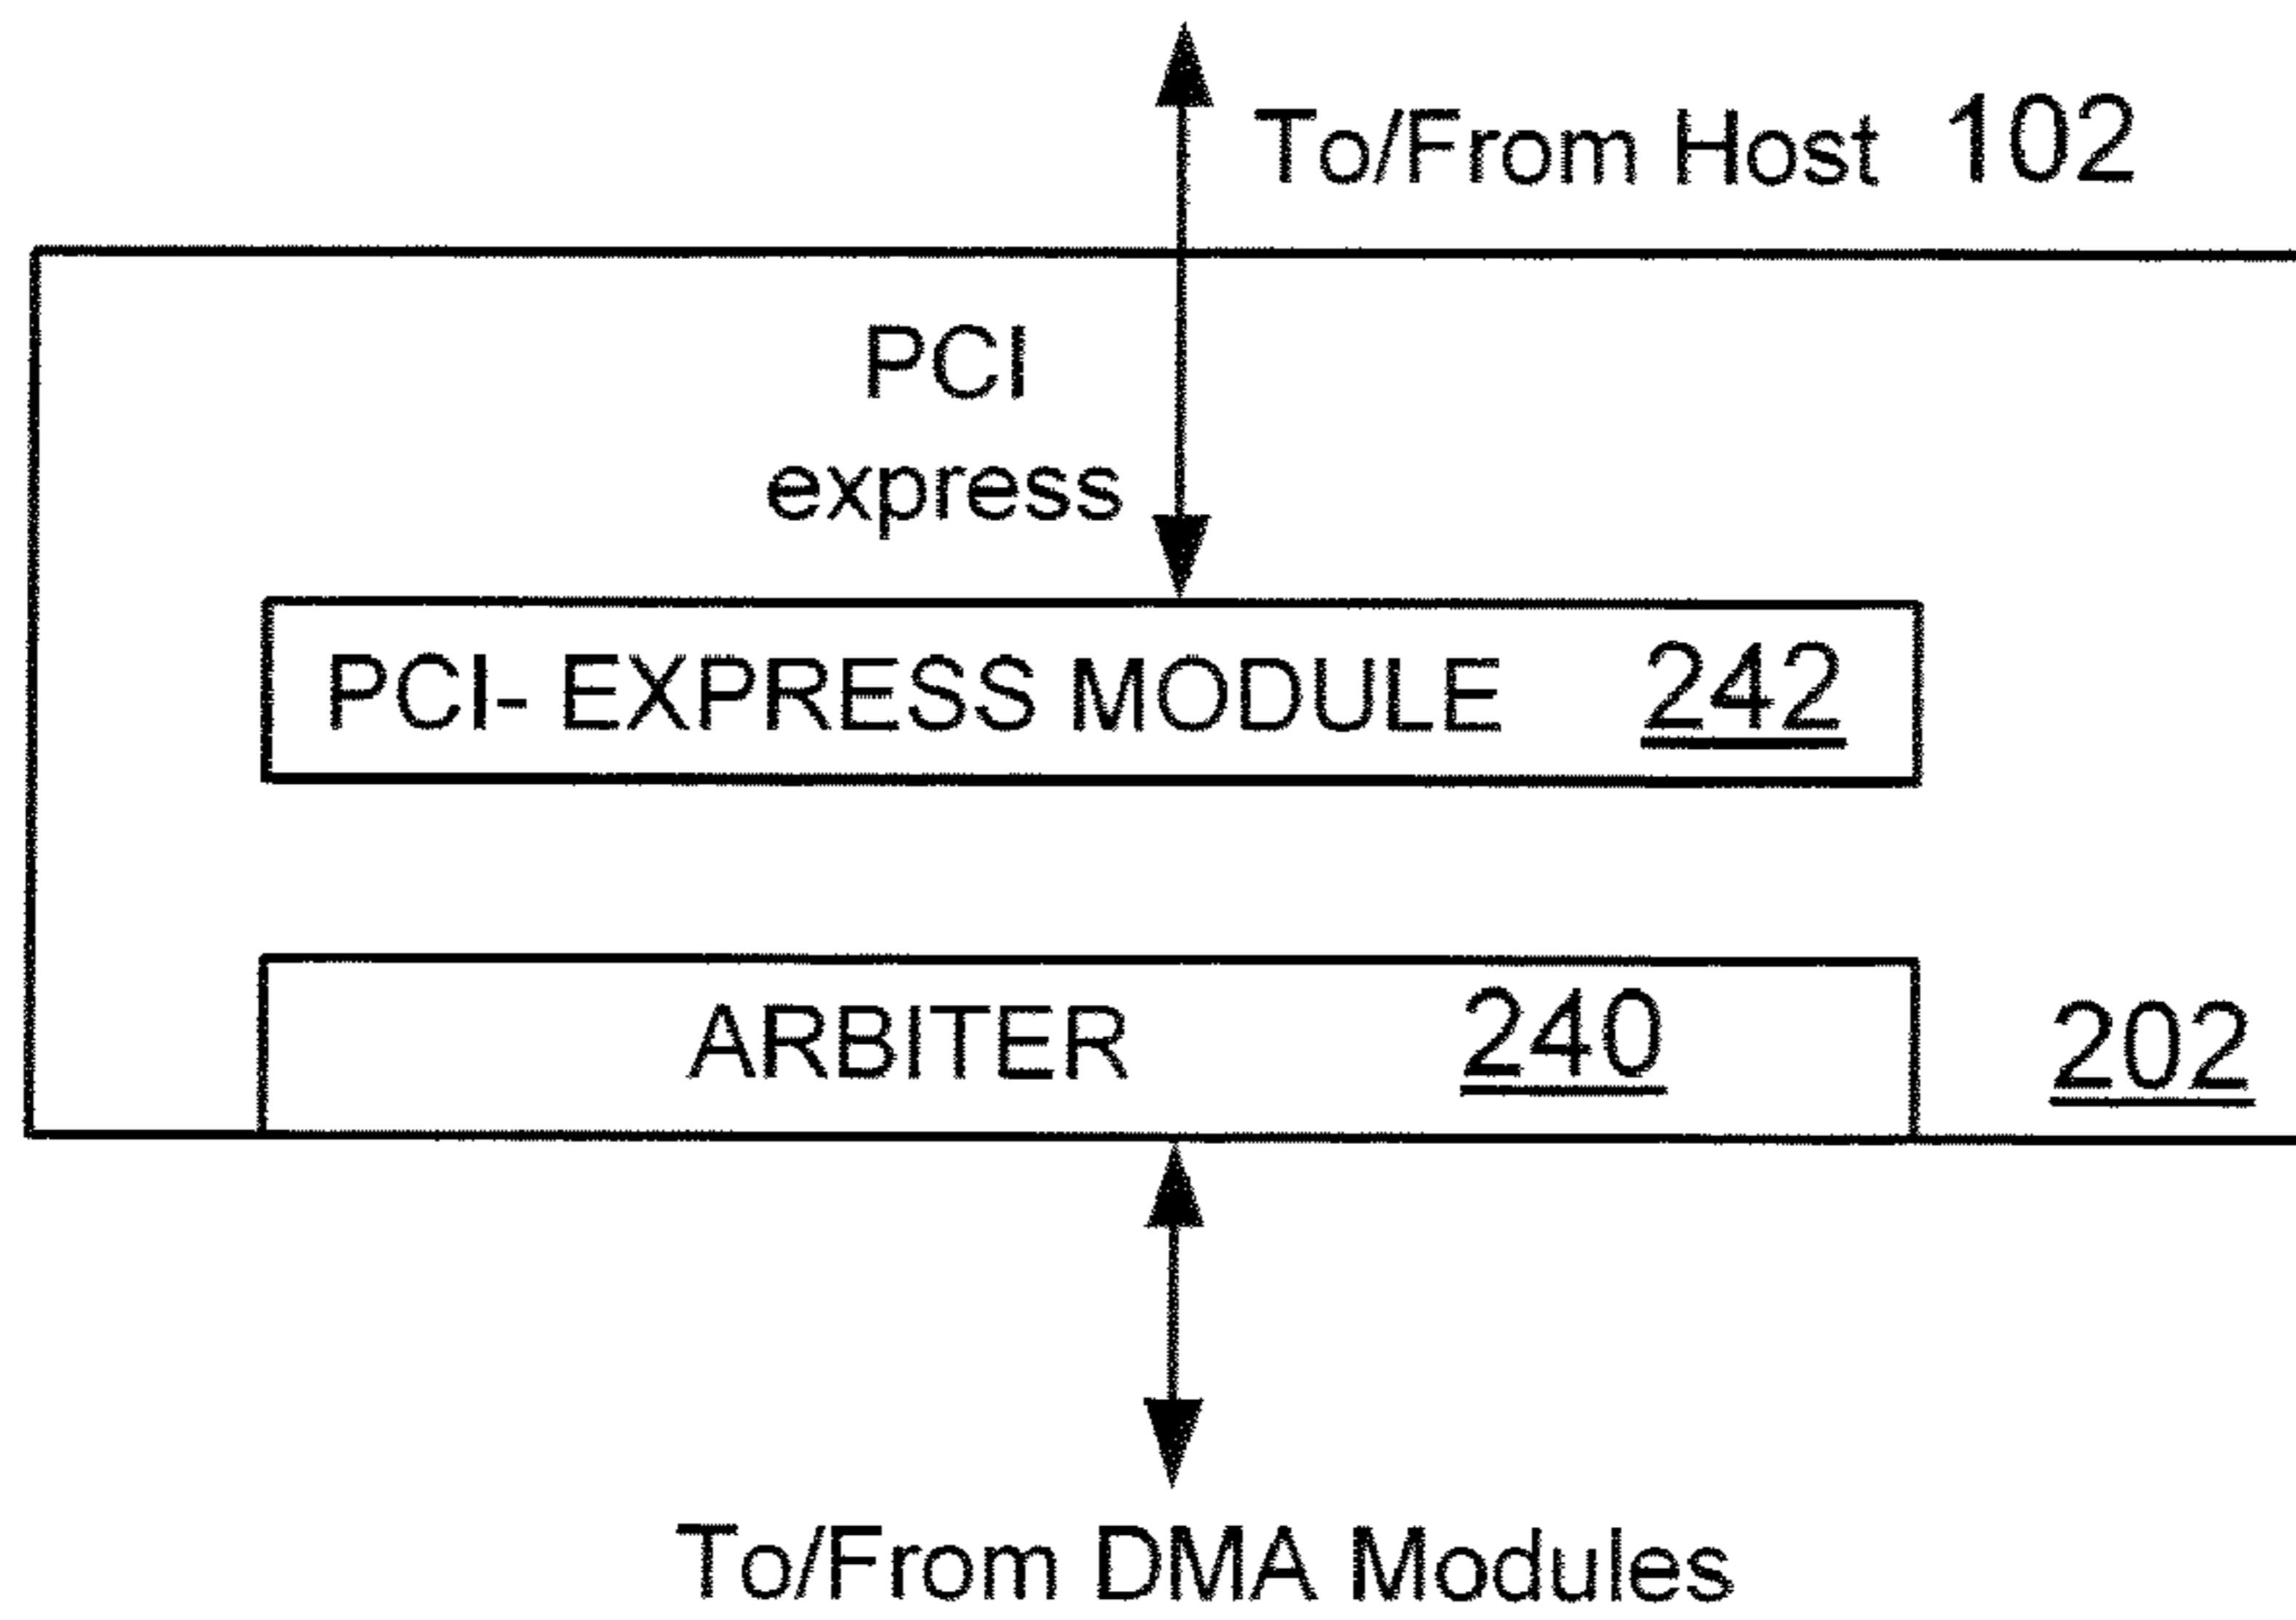 To/From Host 102
PCI
express
PCI- EXPRESS MODULE 242
ARBITER 240
202
To/From DMA Modules